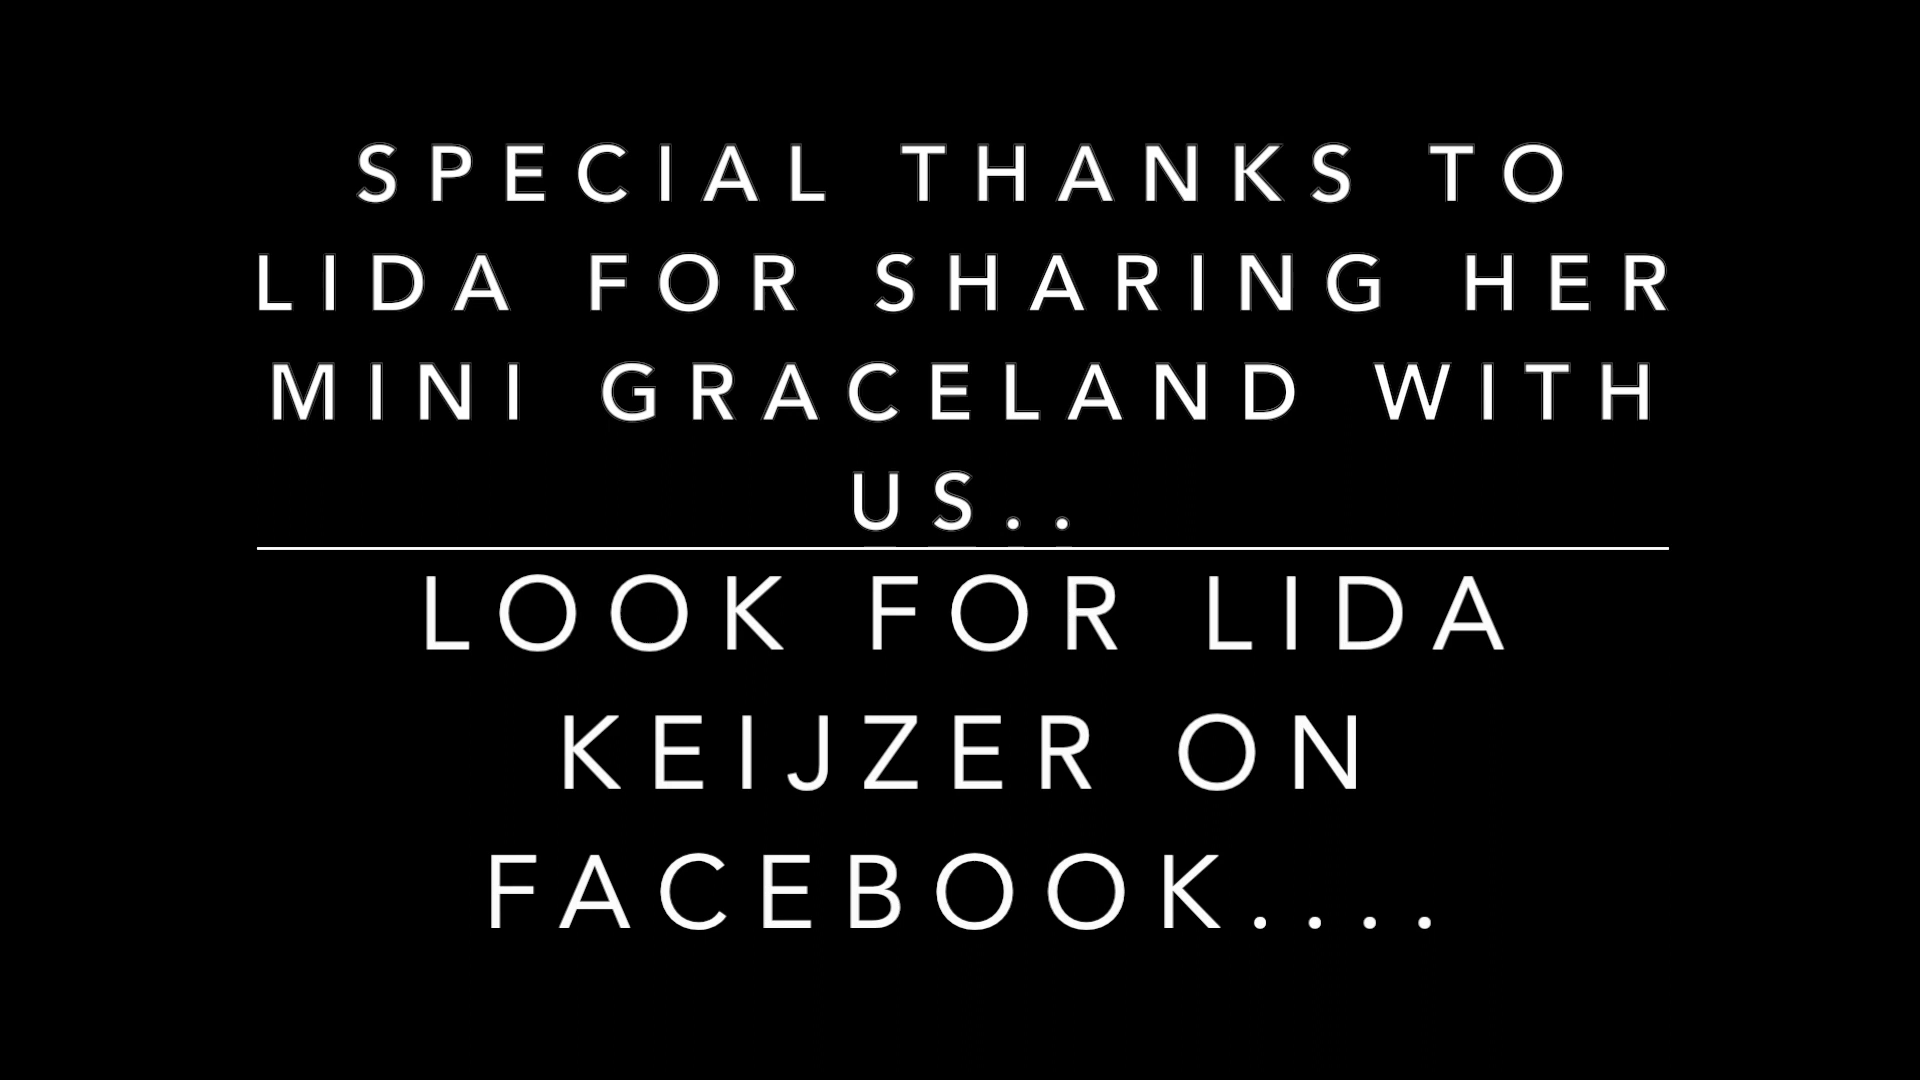 SPECIAL THANKS TO
LIDA FOR SHARING HER
MINI GRACELAND WITH
US..
LOOK FOR LIDA
KEIJZER ON
FACEBOOK....